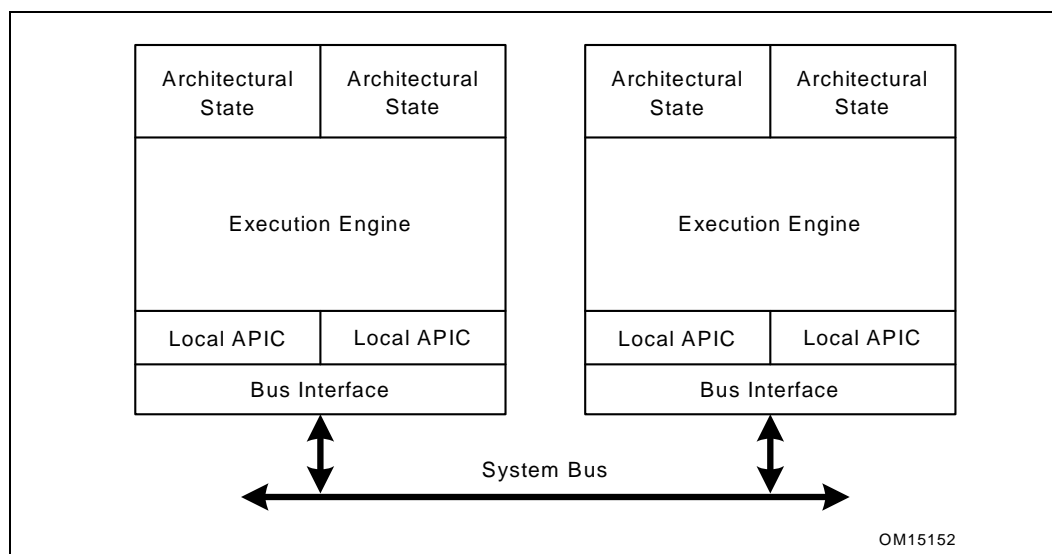 Architectural State
Architectural State
Execution Engine
Local APIC
Local APIC
Bus Interface
Architectural State
Architectural State
Execution Engine
Local APIC
Local APIC
Bus Interface
System Bus
OM15152